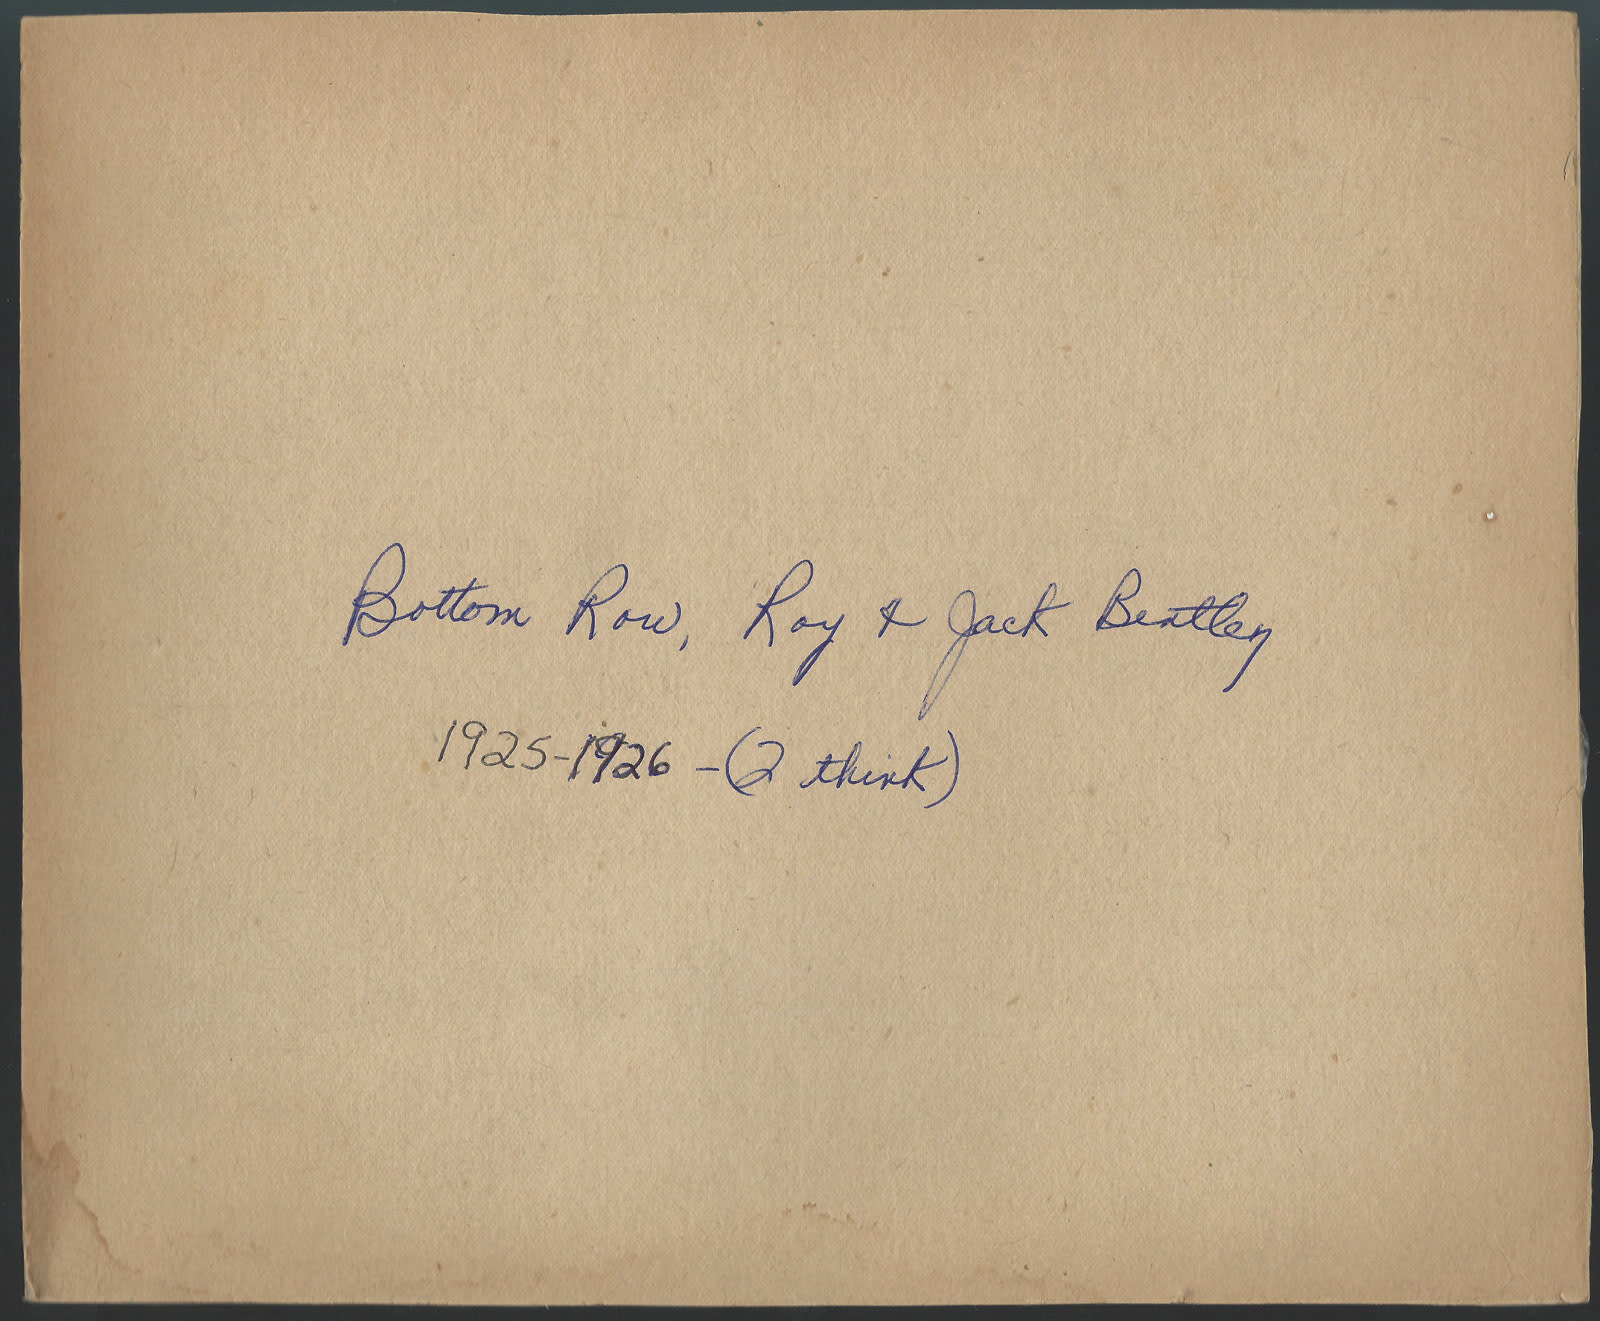 Bottom Row, Roy & Jack Bentley
1925-1926 - (I think)